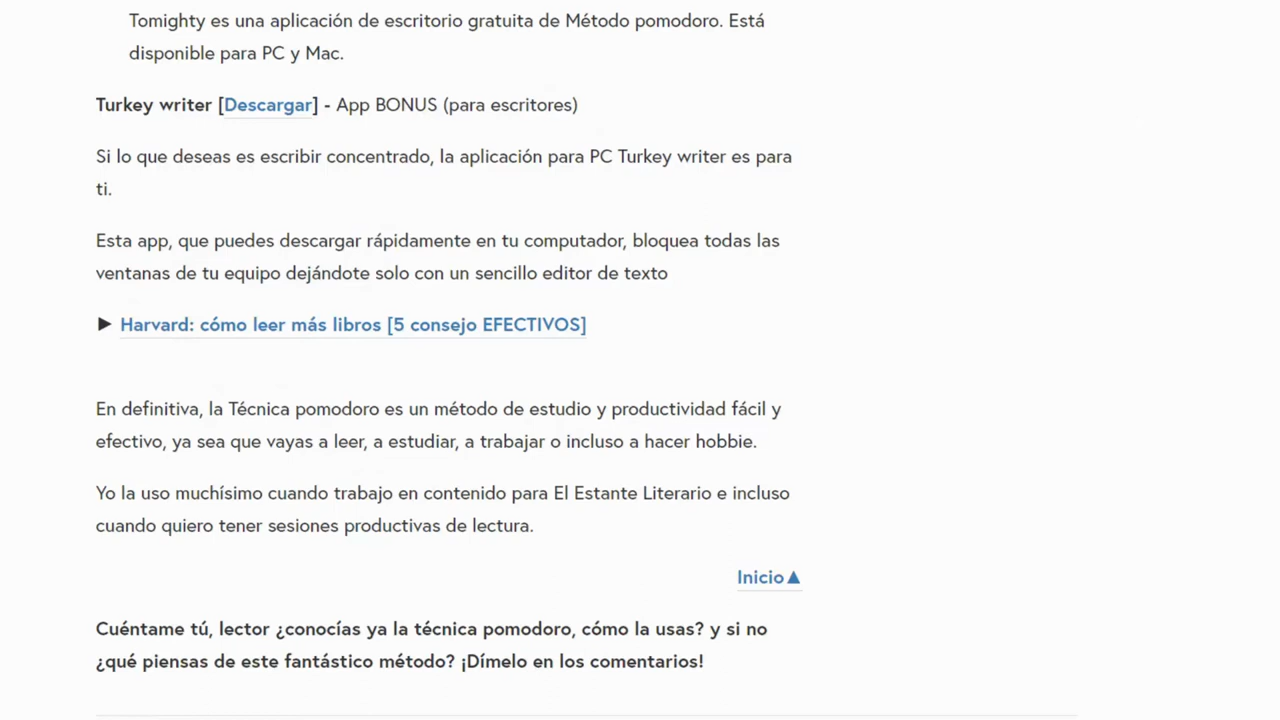 Tomighty es una aplicación de escritorio gratuita de Método pomodoro. Está
disponible para PC y Mac.
Turkey writer [Descargar] - App BONUS (para escritores)
Si lo que deseas es escribir concentrado, la aplicación para PC Turkey writer es para
ti.
Esta app, que puedes descargar rápidamente en tu computador, bloquea todas las
ventanas de tu equipo dejándote solo con un sencillo editor de texto
► Harvard: cómo leer más libros [5 consejo EFECTIVOS]
En definitiva, la Técnica pomodoro es un método de estudio y productividad fácil y
efectivo, ya sea que vayas a leer, a estudiar, a trabajar o incluso a hacer hobbie.
Yo la uso muchísimo cuando trabajo en contenido para El Estante Literario e incluso
cuando quiero tener sesiones productivas de lectura.
Inicio▲
Cuéntame tú, lector ¿conocías ya la técnica pomodoro, cómo la usas? y si no
¿qué piensas de este fantástico método? ¡Dímelo en los comentarios!